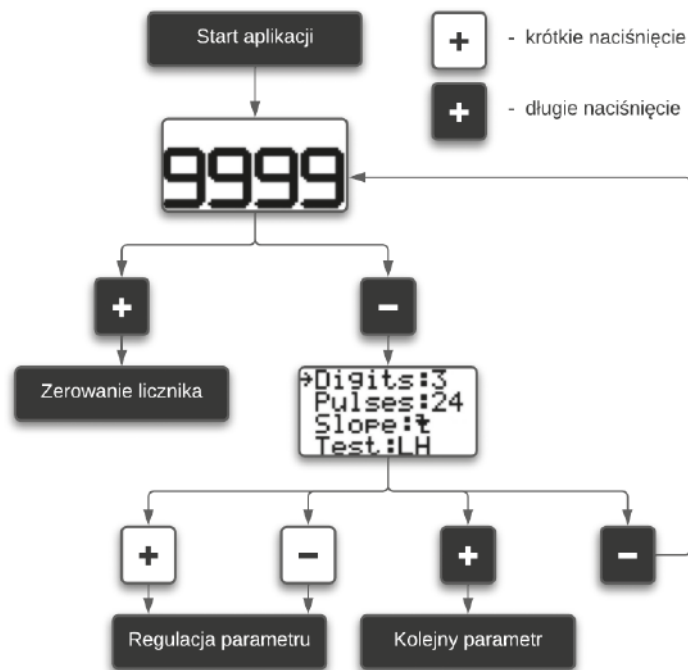 Start aplikacji
+ - krótkie naciśnięcie
+ - długie naciśnięcie
9999
+ −
Zerowanie licznika
→Digits:3
Pulses:24
Slope:t
Test:LH
+ − + −
Regulacja parametru
Kolejny parametr